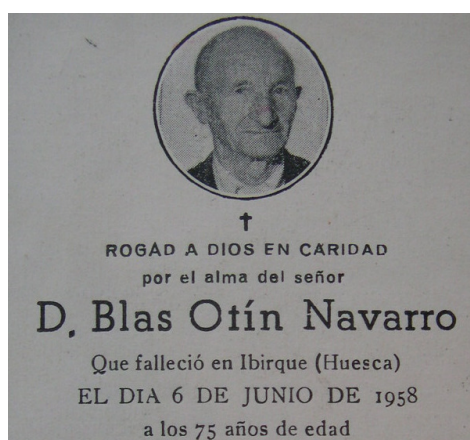 ROGAD A DIOS EN CARIDAD
por el alma del señor
D. Blas Otín Navarro
Que falleció en Ibirque (Huesca)
EL DIA 6 DE JUNIO DE 1958
a los 75 años de edad